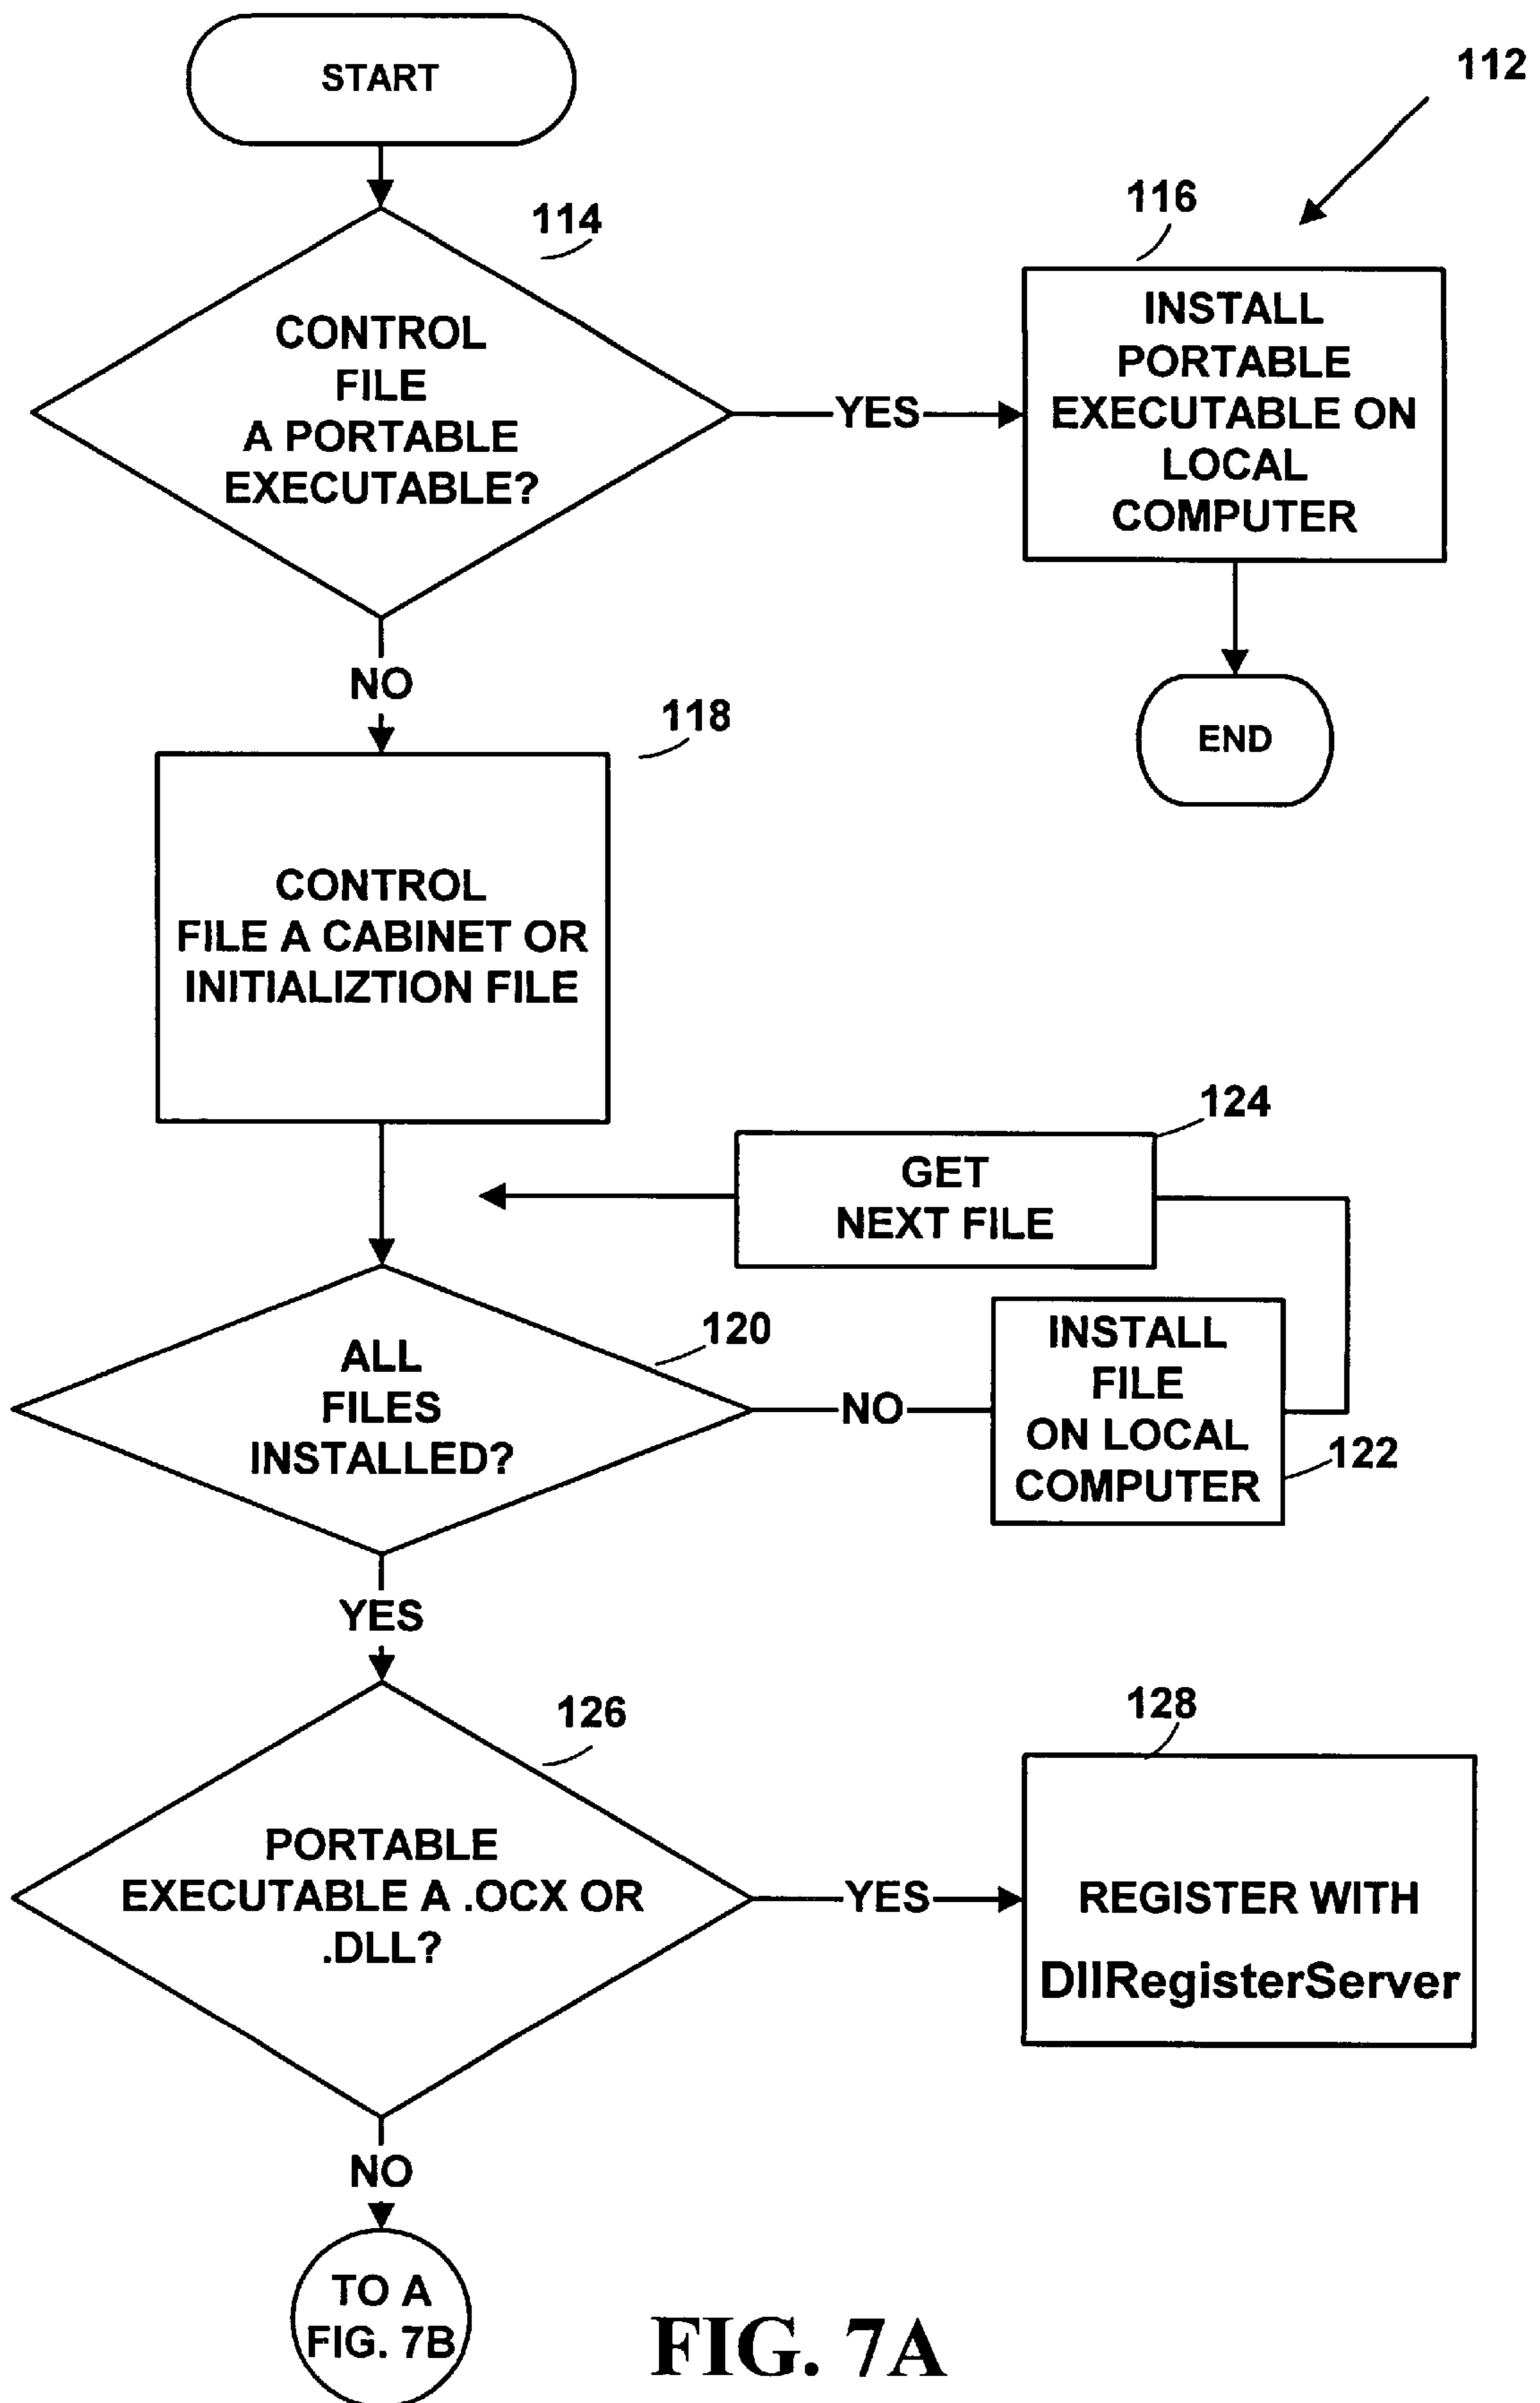 START
112
114
116
CONTROL
FILE
A PORTABLE
EXECUTABLE?
YES
INSTALL
PORTABLE
EXECUTABLE ON
LOCAL
COMPUTER
NO
END
118
CONTROL
FILE A CABINET OR
INITIALIZTION FILE
124
GET
NEXT FILE
120
ALL
FILES
INSTALLED?
NO
INSTALL
FILE
ON LOCAL
COMPUTER
122
YES
126
128
PORTABLE
EXECUTABLE A .OCX OR
.DLL?
YES
REGISTER WITH
DllRegisterServer
NO
TO A
FIG. 7B
FIG. 7A